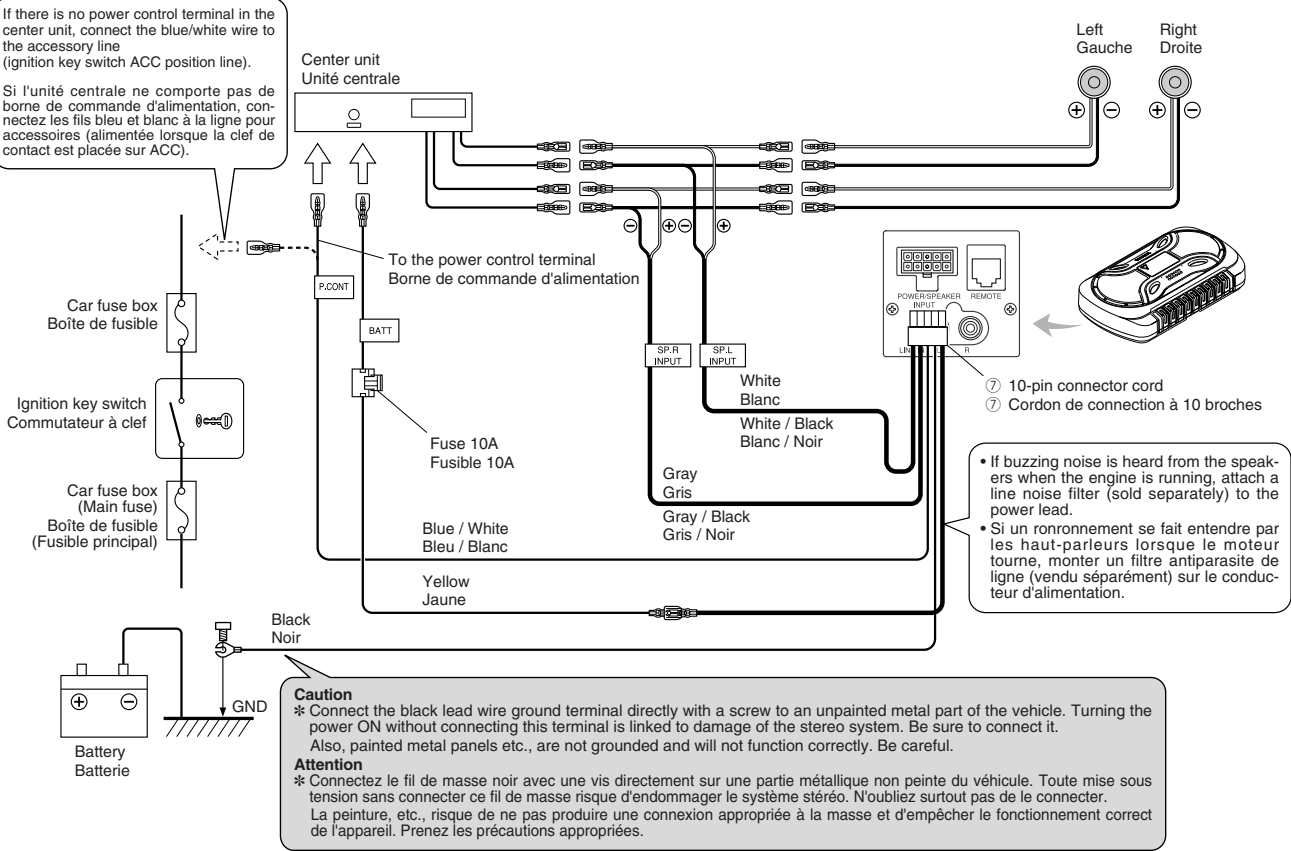 If there is no power control terminal in the
center unit, connect the blue/white wire to
the accessory line
(ignition key switch ACC position line).
Si l'unité centrale ne comporte pas de
borne de commande d'alimentation, con-
nectez les fils bleu et blanc à la ligne pour
accessoires (alimentée lorsque la clef de
contact est placée sur ACC).
Center unit
Unité centrale
Left
Gauche
Right
Droite
To the power control terminal
Borne de commande d'alimentation
P.CONT
BATT
Car fuse box
Boîte de fusible
Ignition key switch
Commutateur à clef
Car fuse box
(Main fuse)
Boîte de fusible
(Fusible principal)
Fuse 10A
Fusible 10A
SP.R
INPUT
SP.L
INPUT
POWER/SPEAKER
INPUT
REMOTE
R
⑦ 10-pin connector cord
⑦ Cordon de connection à 10 broches
White
Blanc
White / Black
Blanc / Noir
Gray
Gris
Gray / Black
Gris / Noir
Blue / White
Bleu / Blanc
Yellow
Jaune
Black
Noir
• If buzzing noise is heard from the speak-
ers when the engine is running, attach a
line noise filter (sold separately) to the
power lead.
• Si un ronronnement se fait entendre par
les haut-parleurs lorsque le moteur
tourne, monter un filtre antiparasite de
ligne (vendu séparément) sur le conduc-
teur d'alimentation.
GND
Battery
Batterie
Caution
✻ Connect the black lead wire ground terminal directly with a screw to an unpainted metal part of the vehicle. Turning the
power ON without connecting this terminal is linked to damage of the stereo system. Be sure to connect it.
Also, painted metal panels etc., are not grounded and will not function correctly. Be careful.
Attention
✻ Connectez le fil de masse noir avec une vis directement sur une partie métallique non peinte du véhicule. Toute mise sous
tension sans connecter ce fil de masse risque d'endommager le système stéréo. N'oubliez surtout pas de le connecter.
La peinture, etc., risque de ne pas produire une connexion appropriée à la masse et d'empêcher le fonctionnement correct
de l'appareil. Prenez les précautions appropriées.